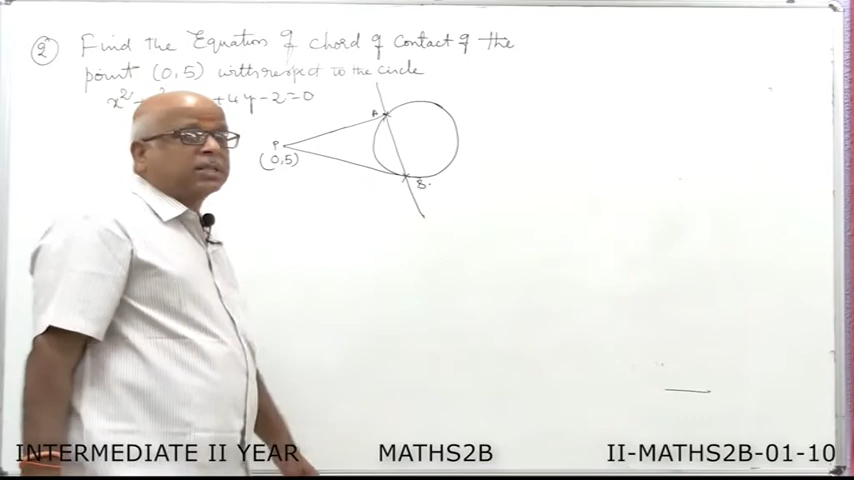 2 Find the Equation of chord of contact of the
point (0,5) with respect to the circle
x² + 4y - 2 = 0
A
P
(0,5)
B
INTERMEDIATE II YEAR MATHS2B II-MATHS2B-01-10